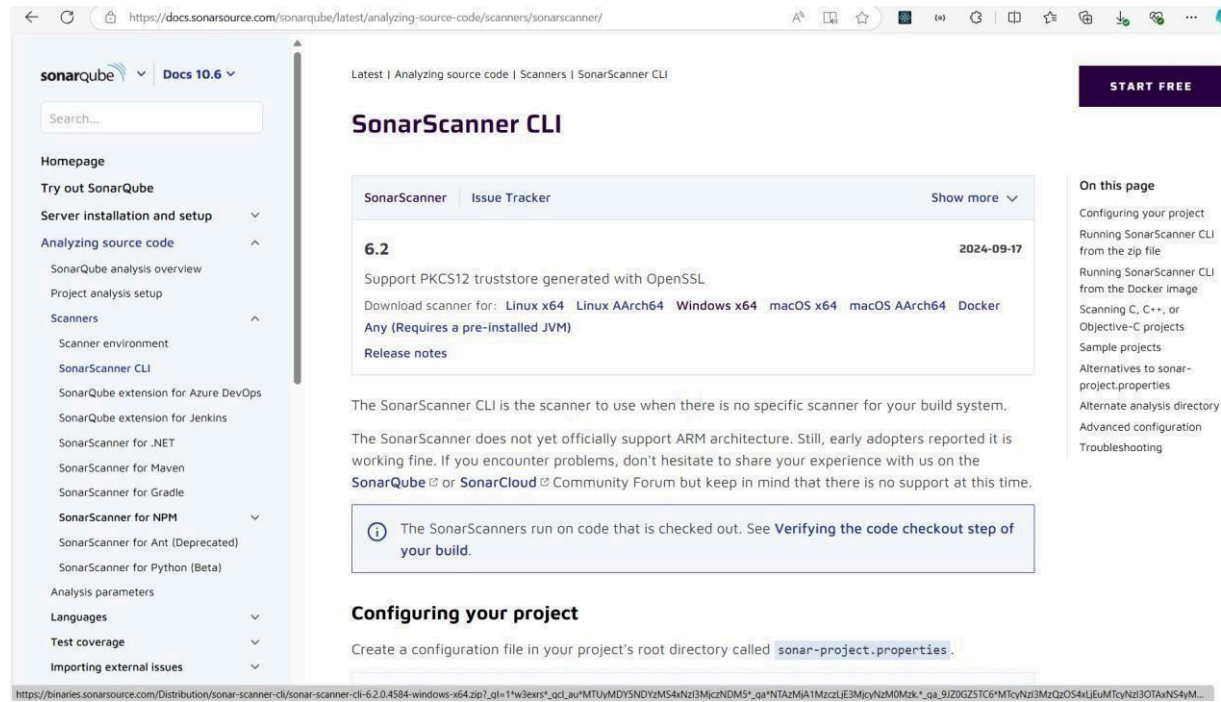 https://docs.sonarsource.com/sonarqube/latest/analyzing-source-code/scanners/sonarscanner/
sonarqube
Docs 10.6
Search...
Homepage
Try out SonarQube
Server installation and setup
Analyzing source code
SonarQube analysis overview
Project analysis setup
Scanners
Scanner environment
SonarScanner CLI
SonarQube extension for Azure DevOps
SonarQube extension for Jenkins
SonarScanner for .NET
SonarScanner for Maven
SonarScanner for Gradle
SonarScanner for NPM
SonarScanner for Ant (Deprecated)
SonarScanner for Python (Beta)
Analysis parameters
Languages
Test coverage
Importing external issues
Latest | Analyzing source code | Scanners | SonarScanner CLI
SonarScanner CLI
SonarScanner Issue Tracker Show more
6.2 2024-09-17
Support PKCS12 truststore generated with OpenSSL
Download scanner for: Linux x64 Linux AArch64 Windows x64 macOS x64 macOS AArch64 Docker
Any (Requires a pre-installed JVM)
Release notes
The SonarScanner CLI is the scanner to use when there is no specific scanner for your build system.
The SonarScanner does not yet officially support ARM architecture. Still, early adopters reported it is
working fine. If you encounter problems, don't hesitate to share your experience with us on the
SonarQube or SonarCloud Community Forum but keep in mind that there is no support at this time.
The SonarScanners run on code that is checked out. See Verifying the code checkout step of
your build.
Configuring your project
Create a configuration file in your project's root directory called sonar-project.properties.
START FREE
On this page
Configuring your project
Running SonarScanner CLI
from the zip file
Running SonarScanner CLI
from the Docker image
Scanning C, C++, or
Objective-C projects
Sample projects
Alternatives to sonar-
project.properties
Alternate analysis directory
Advanced configuration
Troubleshooting